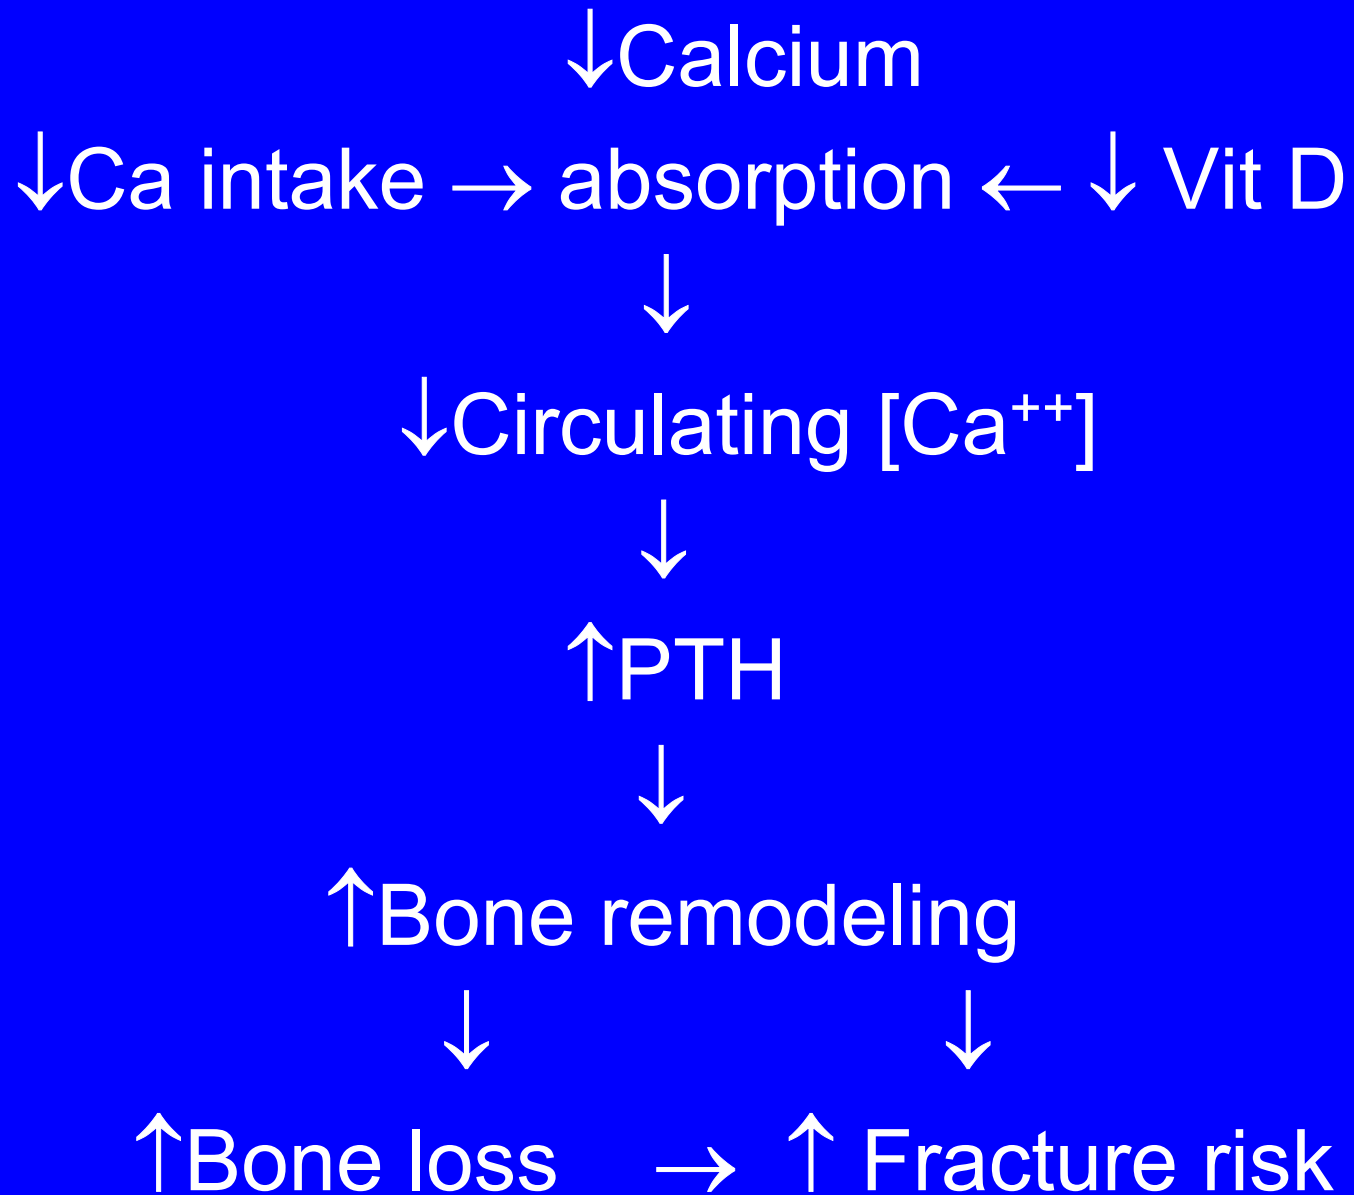 ↓Calcium
↓Ca intake → absorption ← ↓ Vit D
↓
↓Circulating [Ca⁺⁺]
↓
↑PTH
↓
↑Bone remodeling
↓ ↓
↑Bone loss → ↑ Fracture risk